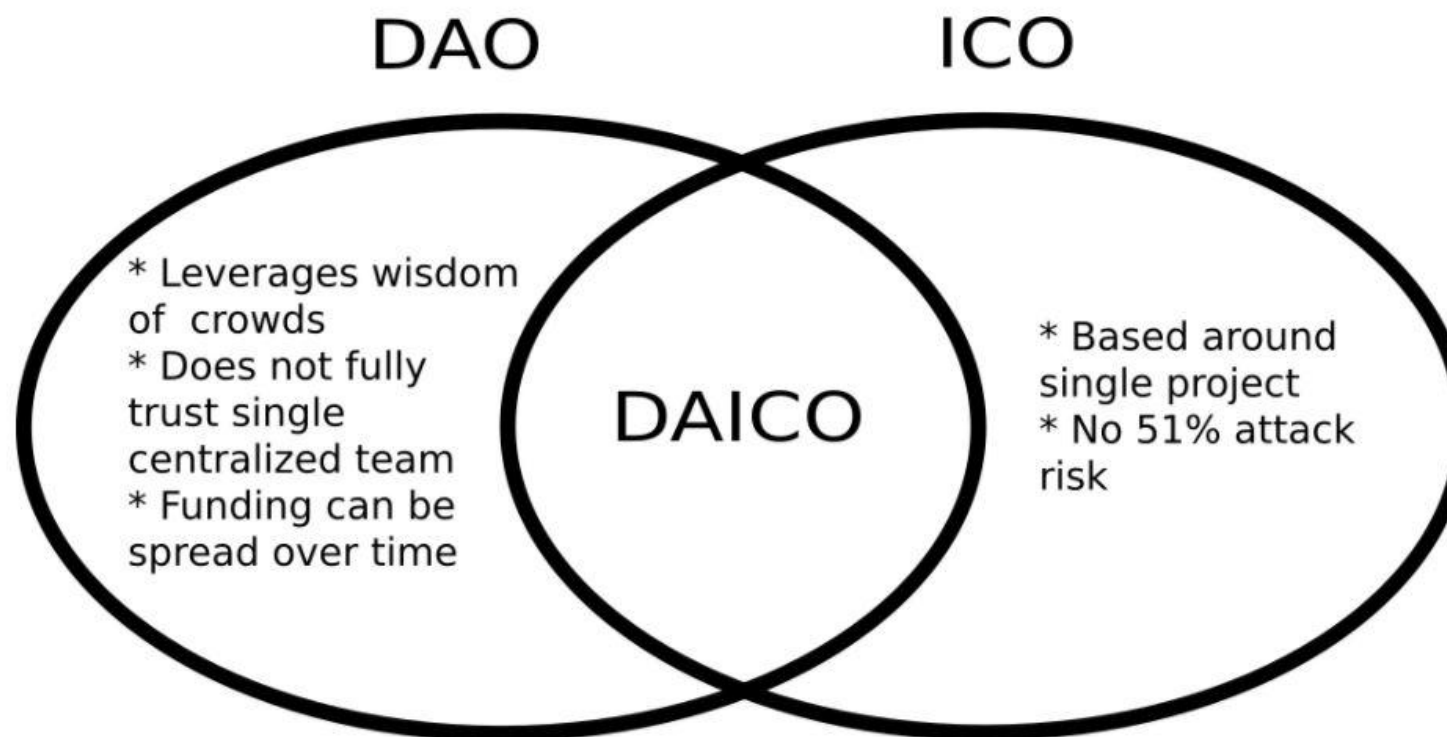 DAO
ICO
* Leverages wisdom
of crowds
* Does not fully
trust single
centralized team
* Funding can be
spread over time
DAICO
* Based around
single project
* No 51% attack
risk